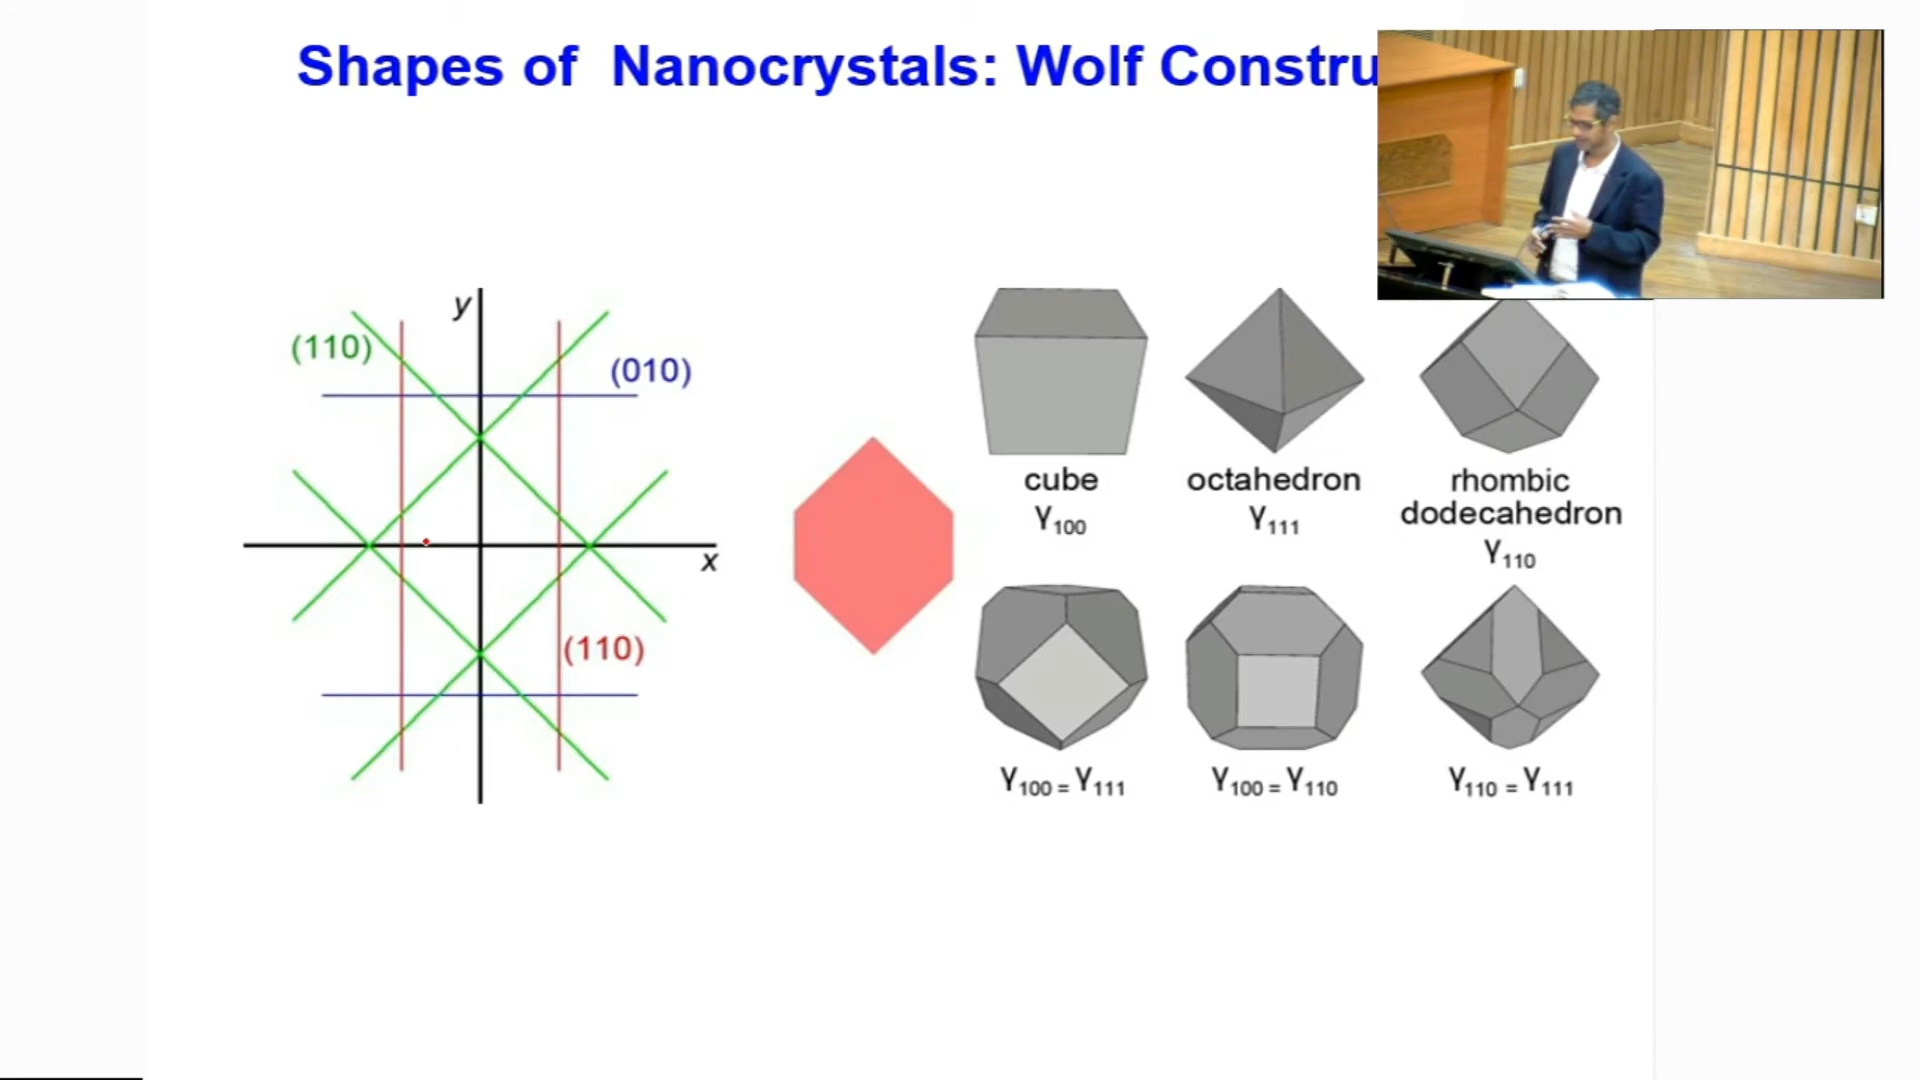 Shapes of Nanocrystals: Wolf Constru
y
(110)
(010)
x
(110)
cube
γ100
octahedron
γ111
rhombic
dodecahedron
γ110
γ100 = γ111
γ100 = γ110
γ110 = γ111